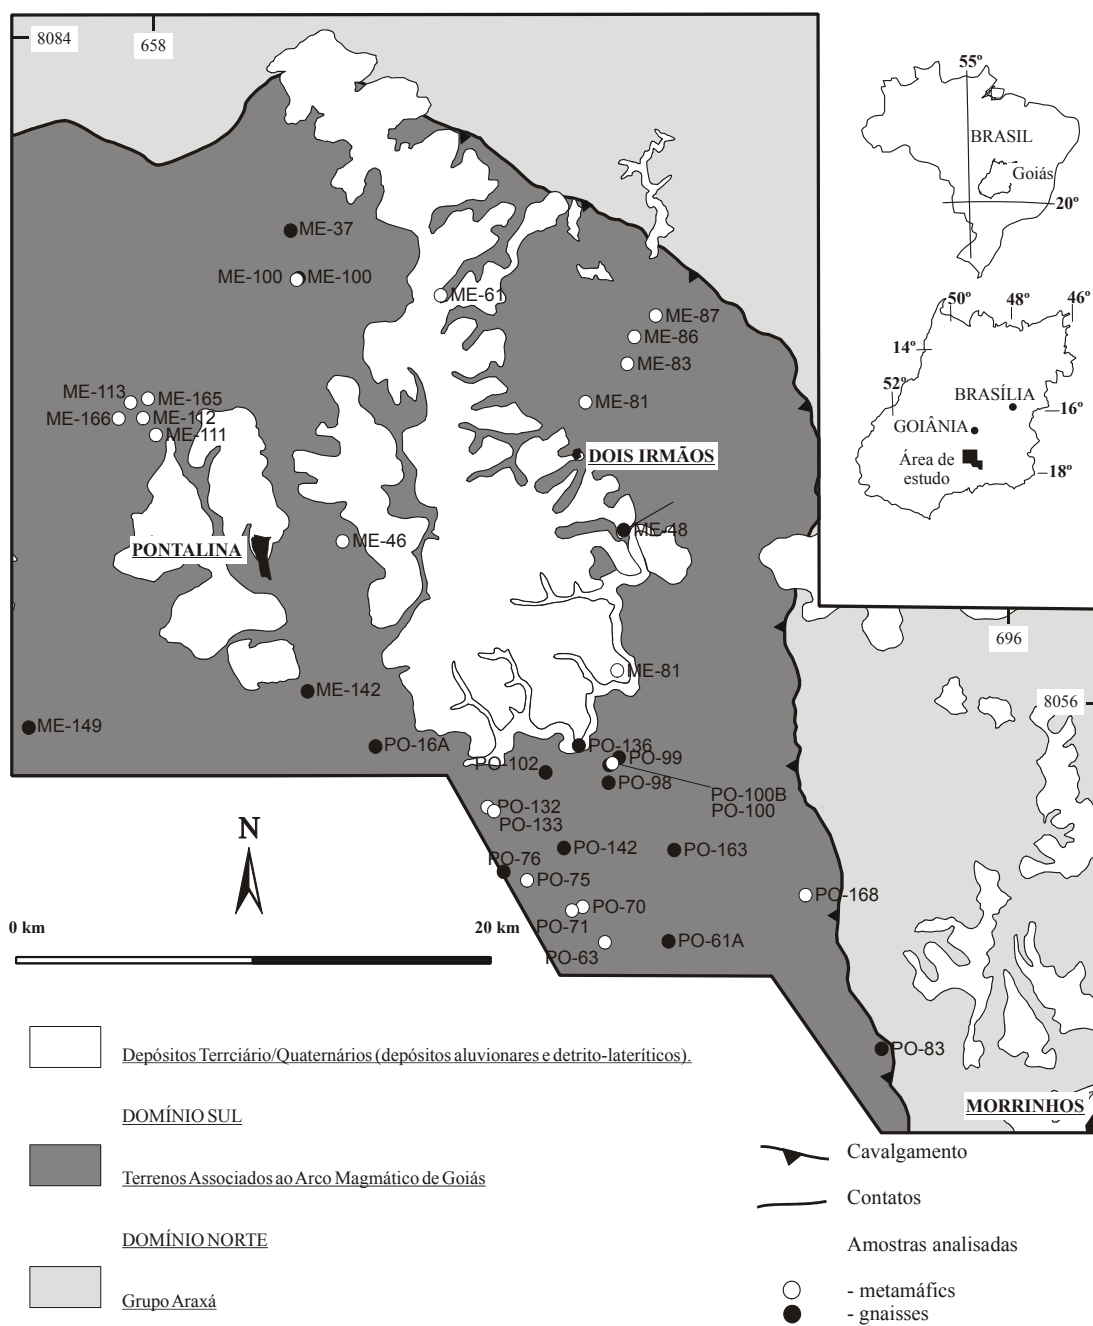 8084
658
55º
BRASIL
Goiás
20º
ME-37
ME-100
ME-100
ME-61
ME-87
ME-86
ME-83
ME-81
50º
48º
46º
14º
52º
BRASÍLIA
16º
GOIÂNIA
Área de
estudo
18º
ME-113
ME-165
ME-166
ME-112
ME-111
DOIS IRMÃOS
ME-48
PONTALINA
ME-46
696
ME-81
ME-142
8056
ME-149
PO-16A
PO-136
PO-99
PO-102
PO-98
PO-100B
PO-100
PO-132
PO-133
N
PO-142
PO-163
PO-76
PO-75
PO-168
PO-70
PO-71
PO-63
PO-61A
0 km
20 km
PO-83
MORRINHOS
Depósitos Terrciário/Quaternários (depósitos aluvionares e detrito-lateríticos).
DOMÍNIO SUL
Terrenos Associados ao Arco Magmático de Goiás
DOMÍNIO NORTE
Grupo Araxá
Cavalgamento
Contatos
Amostras analisadas
- metamáfics
- gnaisses